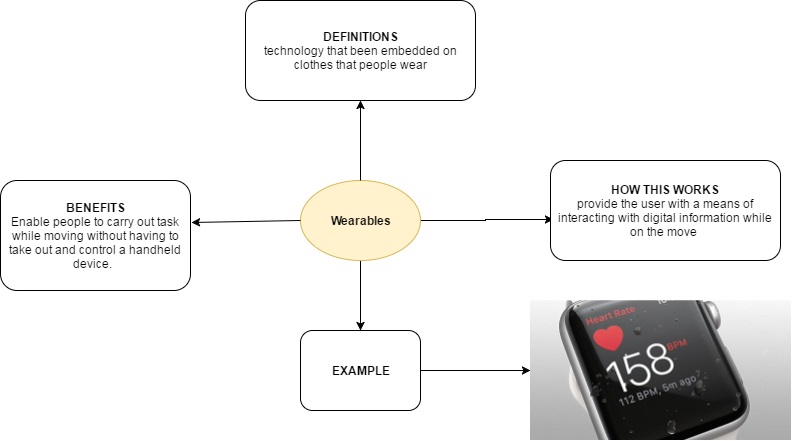 DEFINITIONS
technology that been embedded on
clothes that people wear
BENEFITS
Enable people to carry out task
while moving without having to
take out and control a handheld
device.
Wearables
HOW THIS WORKS
provide the user with a means of
interacting with digital information while
on the move
EXAMPLE
Heart Rate
158 BPM
112 BPM, 5m ago